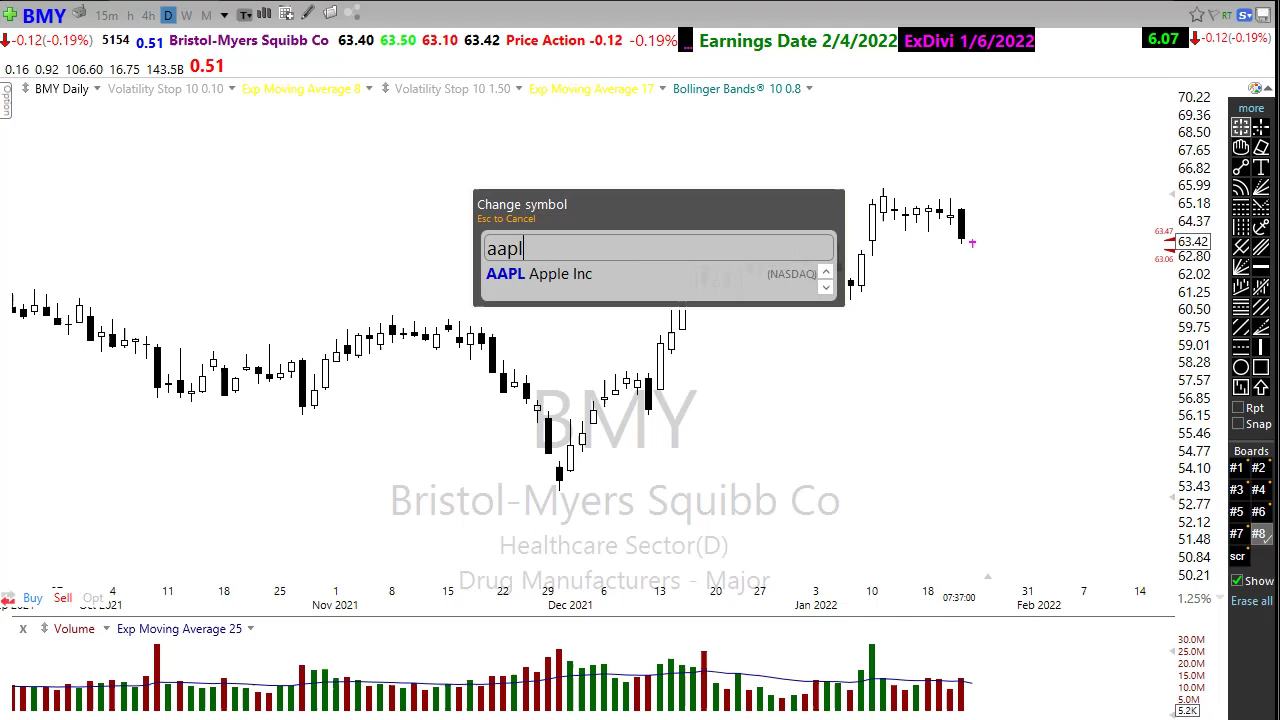 BMY 15m h 4h D W M T RT S
-0.12(-0.19%) 5154 0.51 Bristol-Myers Squibb Co 63.40 63.50 63.10 63.42 Price Action -0.12 -0.19% ... Earnings Date 2/4/2022 ExDivi 1/6/2022 6.07 -0.12(-0.19%)
0.16 0.92 106.60 16.75 143.5B 0.51
Option
BMY Daily Volatility Stop 10 0.10 Exp Moving Average 8 Volatility Stop 10 1.50 Exp Moving Average 17 Bollinger Bands® 10 0.8
70.22
69.36
68.50
67.65
66.82
65.99
65.18
64.37
63.47
63.42
63.06
62.80
62.02
61.25
60.50
59.75
59.01
58.28
57.57
56.85
56.15
55.46
54.77
54.10
53.43
52.77
52.12
51.48
50.84
50.21
1.25%
Change symbol
Esc to Cancel
aapl
AAPL Apple Inc (NASDAQ)
BMY
Bristol-Myers Squibb Co
Healthcare Sector(D)
Drug Manufacturers - Major
4 11 18 25 1 8 15 22 29 6 13 20 27 3 10 18 07:37:00 31 7 14
Oct 2021 Nov 2021 Dec 2021 Jan 2022 Feb 2022
Buy Sell Opt
X Volume Exp Moving Average 25
30.0M
25.0M
20.0M
15.0M
10.0M
5.0M
5.2K
more
T
Rpt
Snap
Boards
#1 #2
#3 #4
#5 #6
#7 #8
scr
Show
Erase all